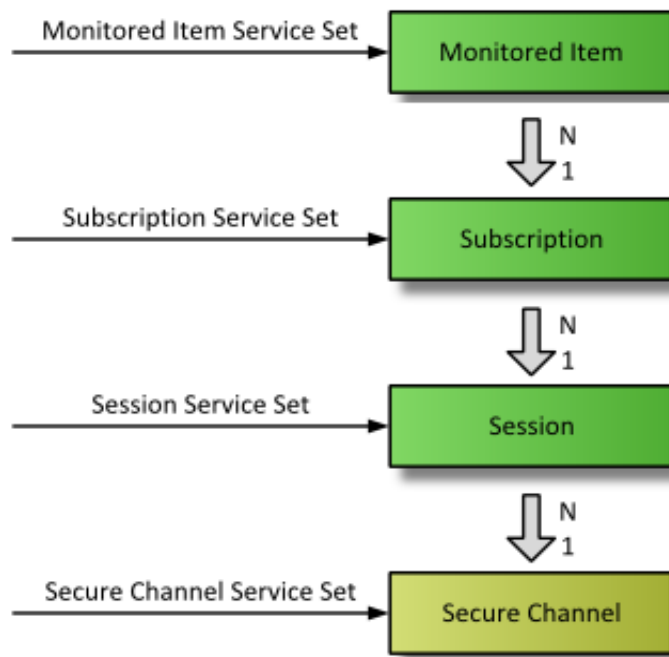 Monitored Item Service Set
Monitored Item
N
1
Subscription Service Set
Subscription
N
1
Session Service Set
Session
N
1
Secure Channel Service Set
Secure Channel